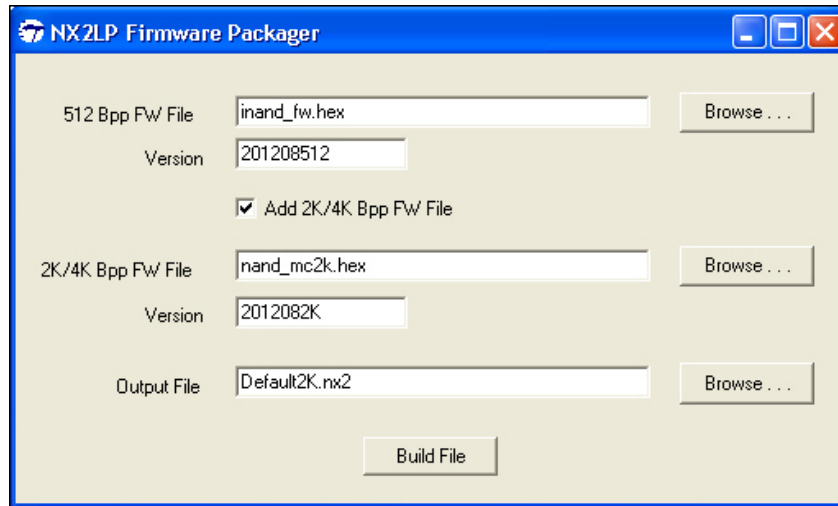 NX2LP Firmware Packager
512 Bpp FW File inand_fw.hex Browse . . .
Version 201208512
Add 2K/4K Bpp FW File
2K/4K Bpp FW File nand_mc2k.hex Browse . . .
Version 2012082K
Output File Default2K.nx2 Browse . . .
Build File